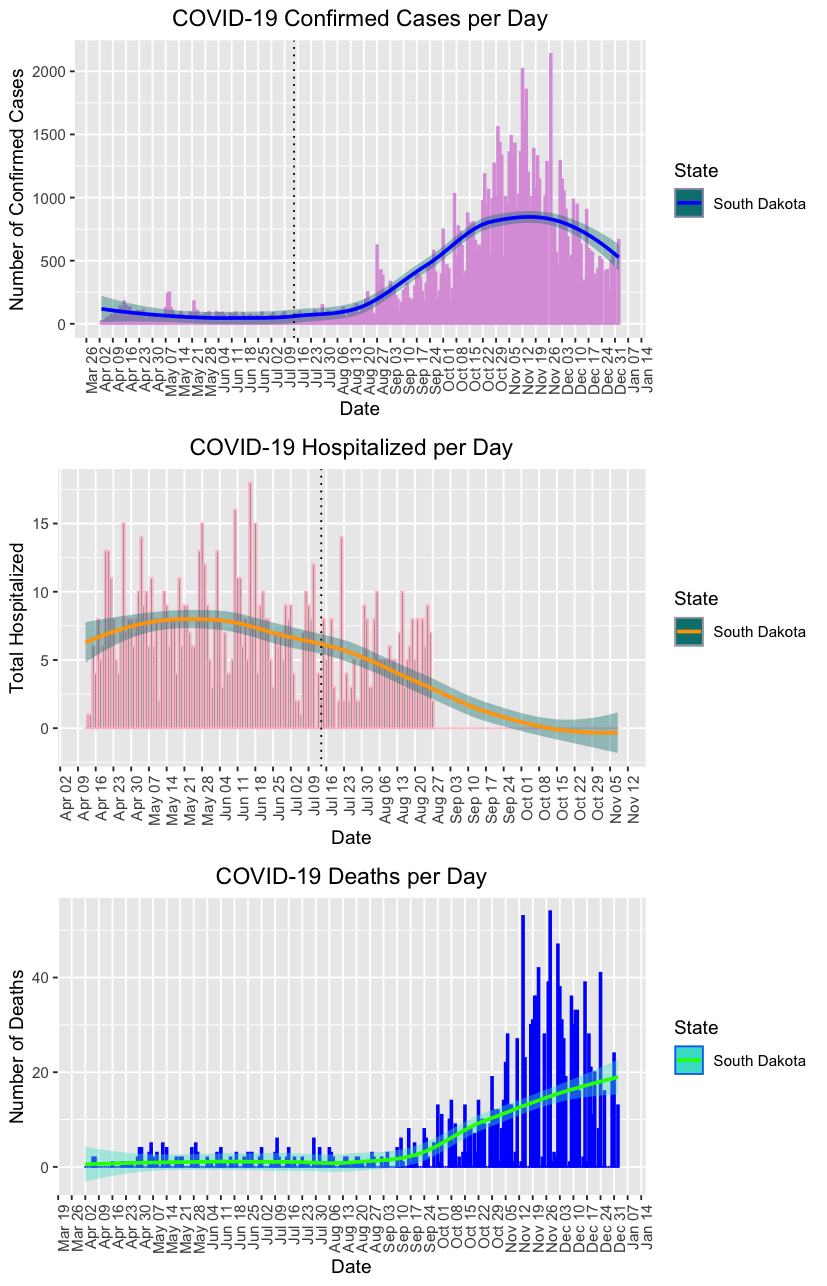 COVID-19 Confirmed Cases per Day
Number of Confirmed Cases
2000
1500
1000
500
0
Mar 26
Apr 02
Apr 09
Apr 16
Apr 23
Apr 30
May 07
May 14
May 21
May 28
Jun 04
Jun 11
Jun 18
Jun 25
Jul 02
Jul 09
Jul 16
Jul 23
Jul 30
Aug 06
Aug 13
Aug 20
Aug 27
Sep 03
Sep 10
Sep 17
Sep 24
Oct 01
Oct 08
Oct 15
Oct 22
Oct 29
Nov 05
Nov 12
Nov 19
Nov 26
Dec 03
Dec 10
Dec 17
Dec 24
Dec 31
Jan 07
Jan 14
Date
State
South Dakota
COVID-19 Hospitalized per Day
Total Hospitalized
15
10
5
0
Apr 02
Apr 09
Apr 16
Apr 23
Apr 30
May 07
May 14
May 21
May 28
Jun 04
Jun 11
Jun 18
Jun 25
Jul 02
Jul 09
Jul 16
Jul 23
Jul 30
Aug 06
Aug 13
Aug 20
Aug 27
Sep 03
Sep 10
Sep 17
Sep 24
Oct 01
Oct 08
Oct 15
Oct 22
Oct 29
Nov 05
Nov 12
Date
State
South Dakota
COVID-19 Deaths per Day
Number of Deaths
40
20
0
Mar 19
Mar 26
Apr 02
Apr 09
Apr 16
Apr 23
Apr 30
May 07
May 14
May 21
May 28
Jun 04
Jun 11
Jun 18
Jun 25
Jul 02
Jul 09
Jul 16
Jul 23
Jul 30
Aug 06
Aug 13
Aug 20
Aug 27
Sep 03
Sep 10
Sep 17
Sep 24
Oct 01
Oct 08
Oct 15
Oct 22
Oct 29
Nov 05
Nov 12
Nov 19
Nov 26
Dec 03
Dec 10
Dec 17
Dec 24
Dec 31
Jan 07
Jan 14
Date
State
South Dakota